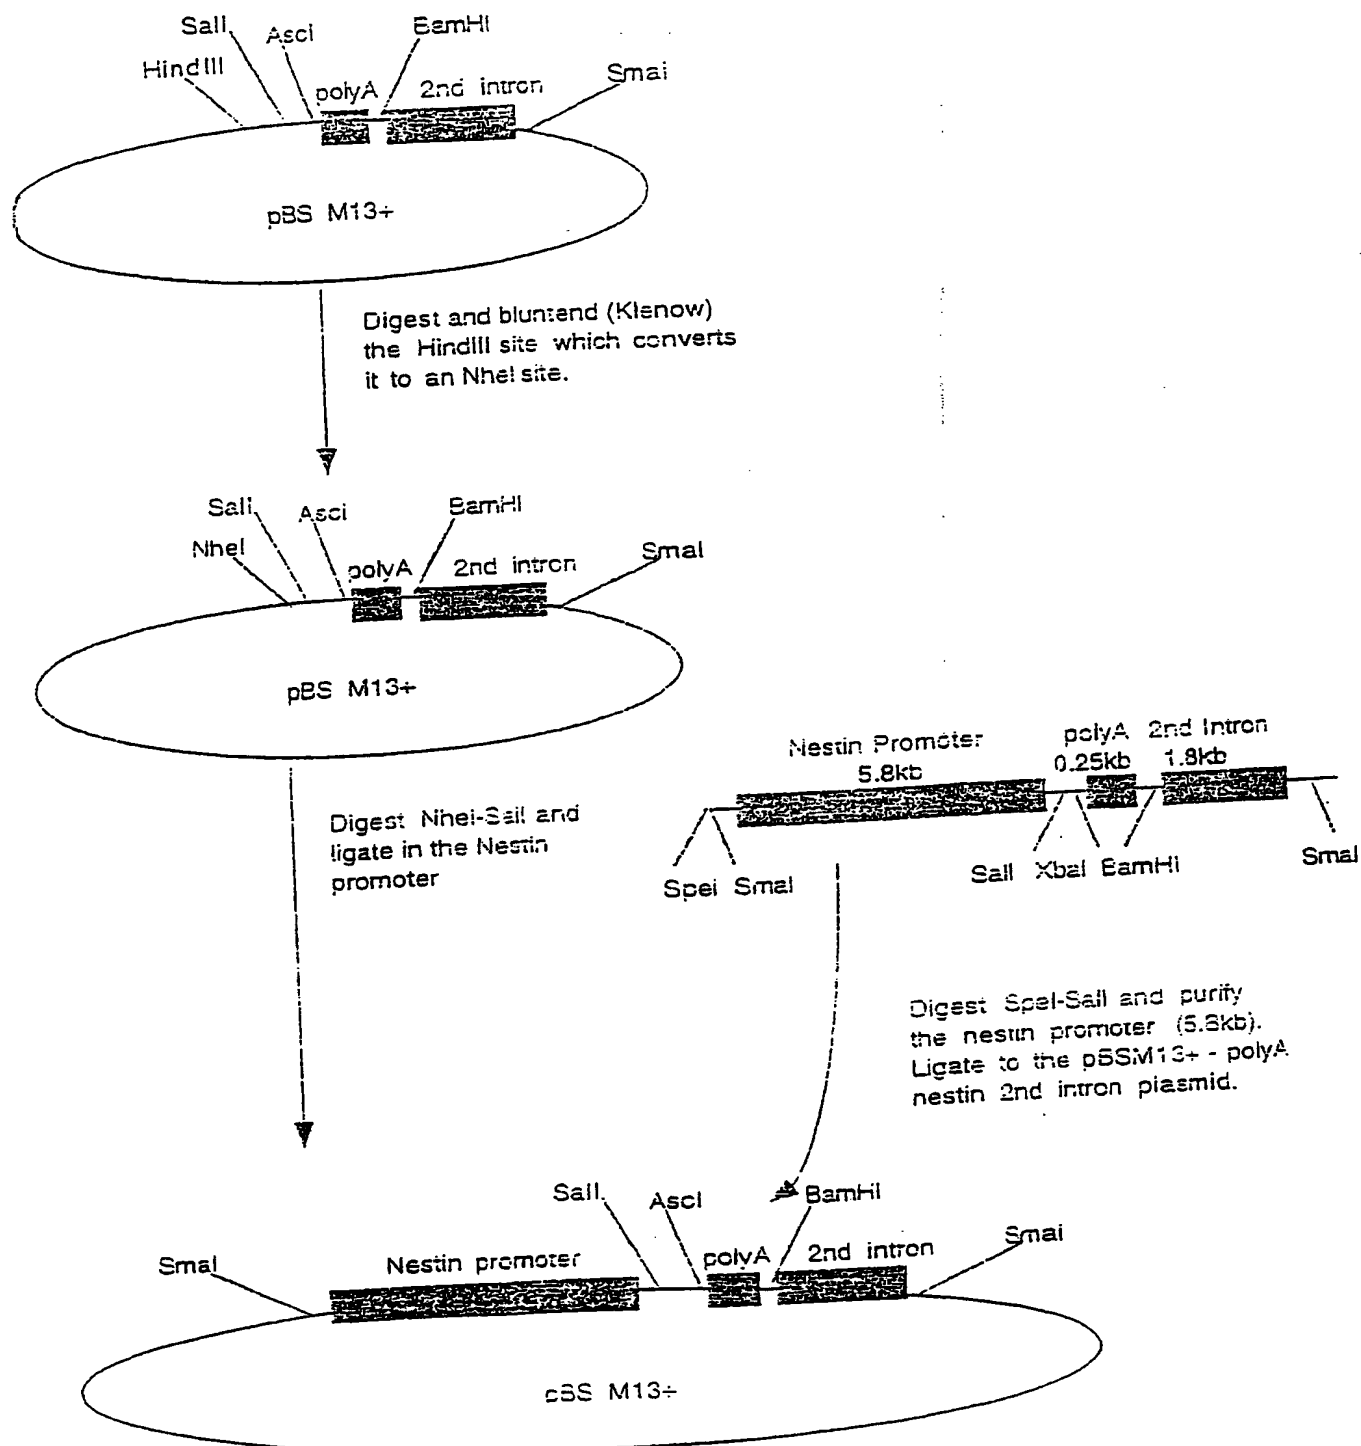 SalI
AscI
BamHI
HindIII
SmaI
polyA 2nd intron
pBS M13+
Digest and bluntend (Klenow)
the HindIII site which converts
it to an NheI site.
SalI
AscI
BamHI
NheI
SmaI
polyA 2nd intron
pBS M13+
Nestin Promoter
5.8kb
polyA 2nd Intron
0.25kb 1.8kb
Digest NheI-SalI and
ligate in the Nestin
promoter
SpeI SmaI
SalI XbaI BamHI
SmaI
Digest SpeI-SalI and purify
the nestin promoter (5.8kb).
Ligate to the pBSM13+ - polyA
nestin 2nd intron plasmid.
SalI
AscI
BamHI
SmaI
Nestin promoter
polyA 2nd intron
SmaI
pBS M13+